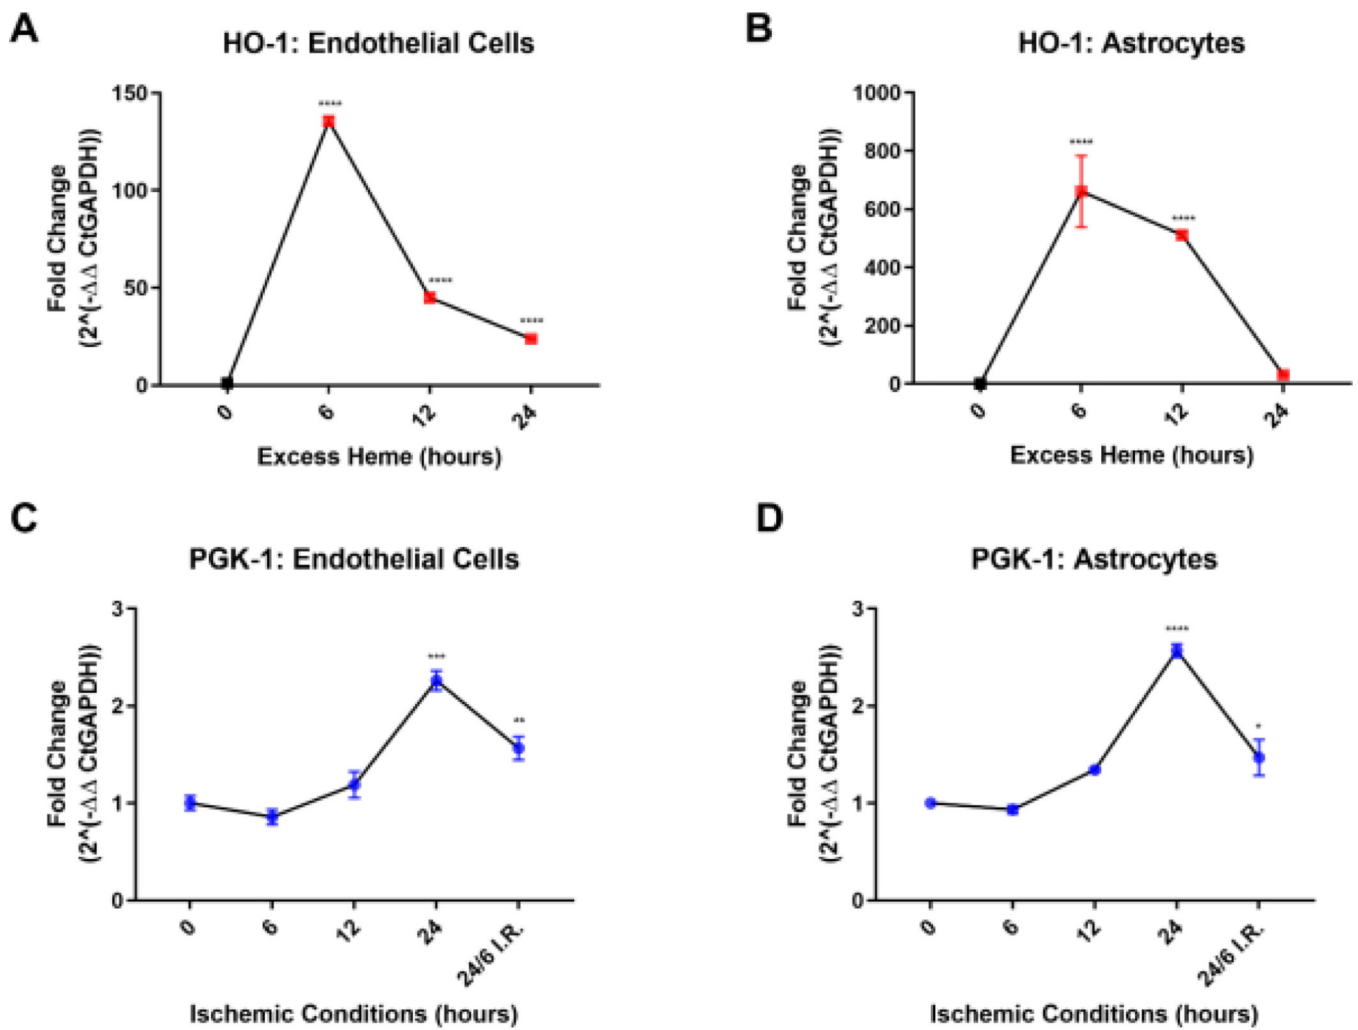 A
HO-1: Endothelial Cells
Fold Change
(2^(-ΔΔ CtGAPDH))
150
100
50
0
****
****
****
0
6
12
24
Excess Heme (hours)
B
HO-1: Astrocytes
Fold Change
(2^(-ΔΔ CtGAPDH))
1000
800
600
400
200
0
****
****
0
6
12
24
Excess Heme (hours)
C
PGK-1: Endothelial Cells
Fold Change
(2^(-ΔΔ CtGAPDH))
3
2
1
0
***
**
0
6
12
24
24/6 I.R.
Ischemic Conditions (hours)
D
PGK-1: Astrocytes
Fold Change
(2^(-ΔΔ CtGAPDH))
3
2
1
0
****
*
0
6
12
24
24/6 I.R.
Ischemic Conditions (hours)